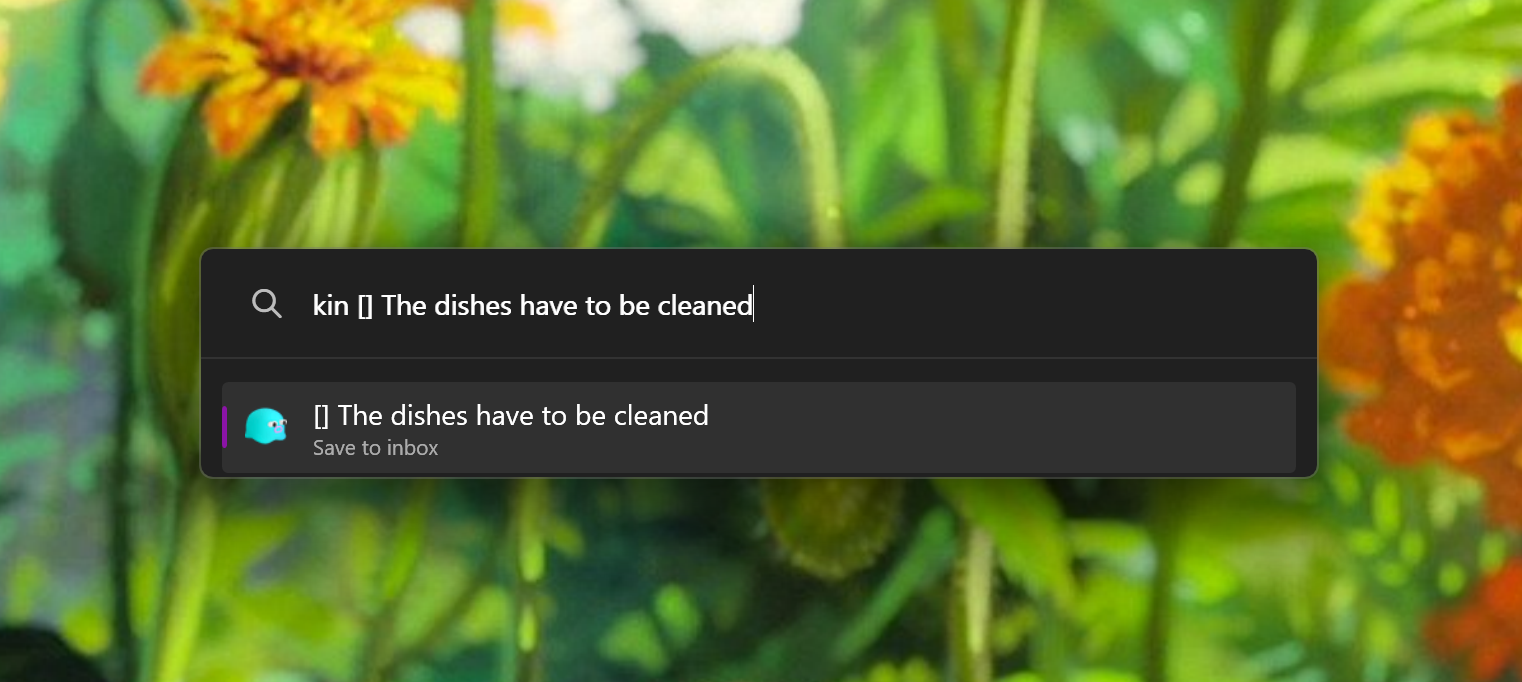 kin [] The dishes have to be cleaned
[] The dishes have to be cleaned
Save to inbox